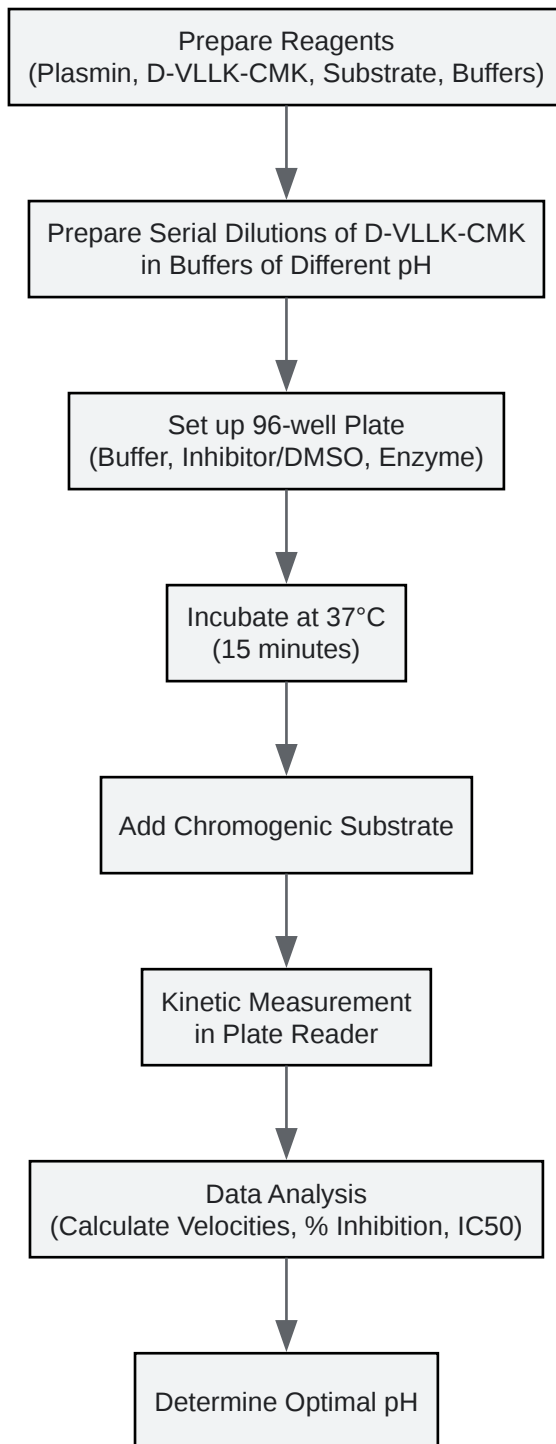 Prepare Reagents
(Plasmin, D-VLLK-CMK, Substrate, Buffers)
Prepare Serial Dilutions of D-VLLK-CMK
in Buffers of Different pH
Set up 96-well Plate
(Buffer, Inhibitor/DMSO, Enzyme)
Incubate at 37°C
(15 minutes)
Add Chromogenic Substrate
Kinetic Measurement
in Plate Reader
Data Analysis
(Calculate Velocities, % Inhibition, IC50)
Determine Optimal pH